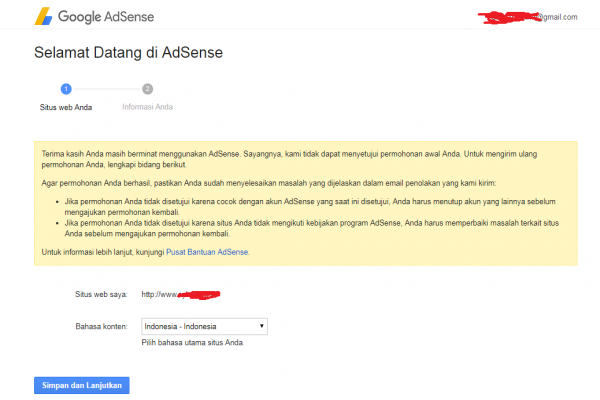 Google AdSense
@gmail.com
Selamat Datang di AdSense
1
2
Situs web Anda
Informasi Anda
Terima kasih Anda masih berminat menggunakan AdSense. Sayangnya, kami tidak dapat menyetujui permohonan awal Anda. Untuk mengirim ulang
permohonan Anda, lengkapi bidang berikut.
Agar permohonan Anda berhasil, pastikan Anda sudah menyelesaikan masalah yang dijelaskan dalam email penolakan yang kami kirim:
• Jika permohonan Anda tidak disetujui karena cocok dengan akun AdSense yang saat ini disetujui, Anda harus menutup akun yang lainnya sebelum
mengajukan permohonan kembali.
• Jika permohonan Anda tidak disetujui karena situs Anda tidak mengikuti kebijakan program AdSense, Anda harus memperbaiki masalah terkait situs
Anda sebelum mengajukan permohonan kembali.
Untuk informasi lebih lanjut, kunjungi Pusat Bantuan AdSense.
Situs web saya: http://www.
Bahasa konten: Indonesia - Indonesia
Pilih bahasa utama situs Anda.
Simpan dan Lanjutkan